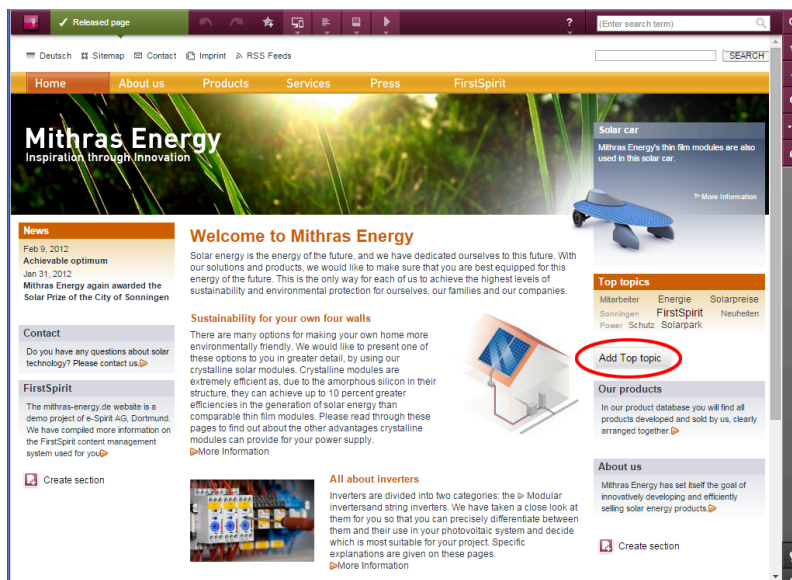 Released page
?
(Enter search term)
Deutsch Sitemap Contact Imprint RSS Feeds
SEARCH
Home About us Products Services Press FirstSpirit
Mithras Energy
Inspiration through Innovation
Solar car
Mithras Energy's thin film modules are also
used in this solar car.
More Information
News
Feb 9, 2012
Achievable optimum
Jan 31, 2012
Mithras Energy again awarded the
Solar Prize of the City of Sonningen
Contact
Do you have any questions about solar
technology? Please contact us.
FirstSpirit
The mithras-energy.de website is a
demo project of e-Spirit AG, Dortmund.
We have compiled more information on
the FirstSpirit content management
system used for you
Create section
Welcome to Mithras Energy
Solar energy is the energy of the future, and we have dedicated ourselves to this future. With
our solutions and products, we would like to make sure that you are best equipped for this
energy of the future. This is the only way for each of us to achieve the highest levels of
sustainability and environmental protection for ourselves, our families and our companies.
Sustainability for your own four walls
There are many options for making your own home more
environmentally friendly. We would like to present one of
these options to you in greater detail, by using our
crystalline solar modules. Crystalline modules are
extremely efficient as, due to the amorphous silicon in their
structure, they can achieve up to 10 percent greater
efficiencies in the generation of solar energy than
comparable thin film modules. Please read through these
pages to find out about the other advantages crystalline
modules can provide for your power supply.
More Information
All about inverters
Inverters are divided into two categories: the Modular
invertersand string inverters. We have taken a close look at
them for you so that you can precisely differentiate between
them and their use in your photovoltaic system and decide
which is most suitable for your project. Specific
explanations are given on these pages.
More Information
Top topics
Mitarbeiter Energie Solarpreise
Sonningen FirstSpirit Neuheiten
Power Schutz Solarpark
Add Top topic
Our products
In our product database you will find all
products developed and sold by us, clearly
arranged together.
About us
Mithras Energy has set itself the goal of
innovatively developing and efficiently
selling solar energy products.
Create section